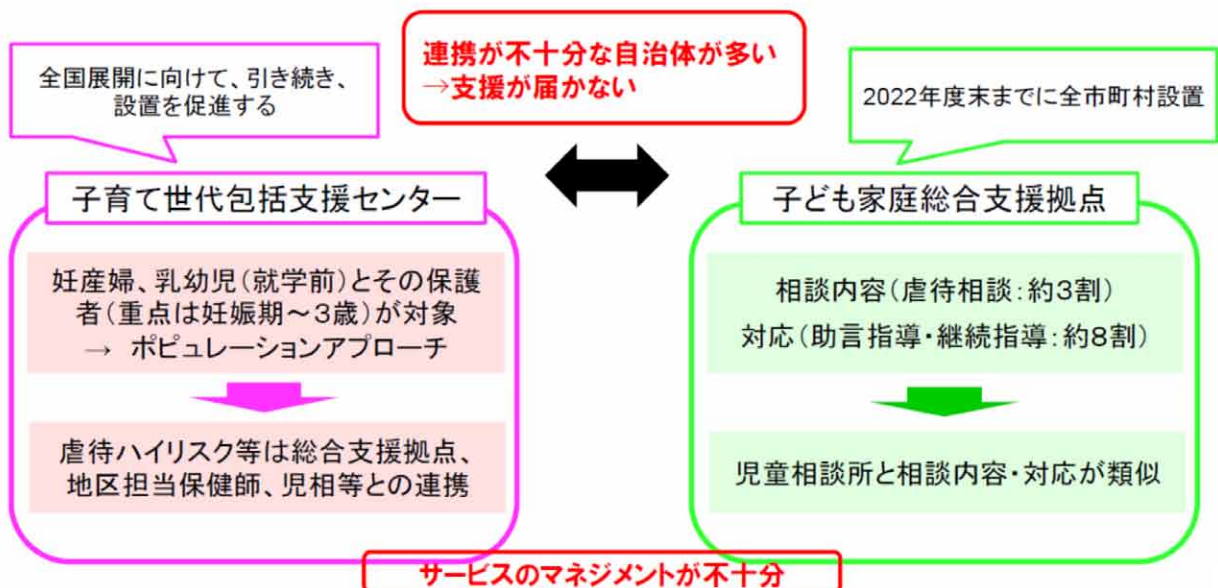 連携が不十分な自治体が多い
→支援が届かない
全国展開に向けて、引き続き、
設置を促進する
2022年度末までに全市町村設置
子育て世代包括支援センター
妊産婦、乳幼児(就学前)とその保護
者(重点は妊娠期～3歳)が対象
→ ポピュレーションアプローチ
虐待ハイリスク等は総合支援拠点、
地区担当保健師、児相等との連携
子ども家庭総合支援拠点
相談内容(虐待相談:約3割)
対応(助言指導・継続指導:約8割)
児童相談所と相談内容・対応が類似
サービスのマネジメントが不十分